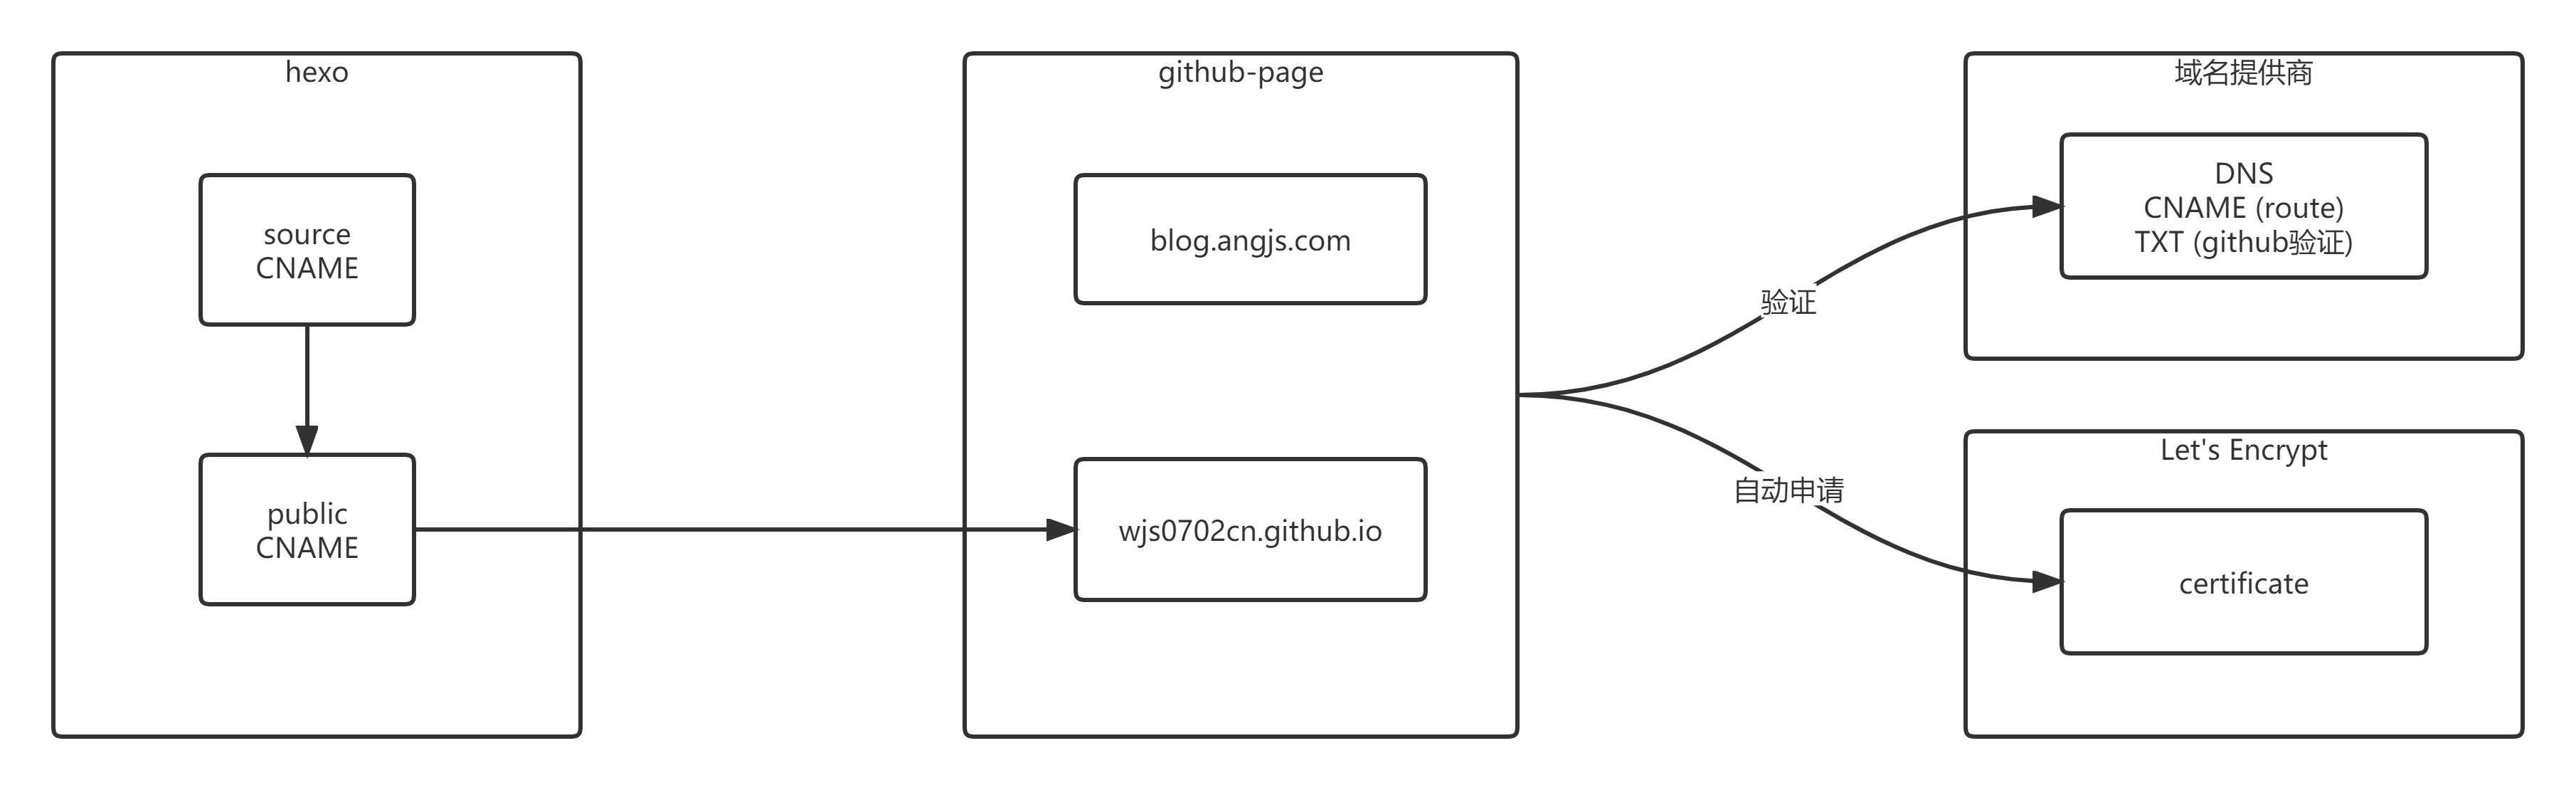 hexo
source
CNAME
public
CNAME
github-page
blog.angjs.com
wjs0702cn.github.io
验证
自动申请
域名提供商
DNS
CNAME (route)
TXT (github验证)
Let's Encrypt
certificate